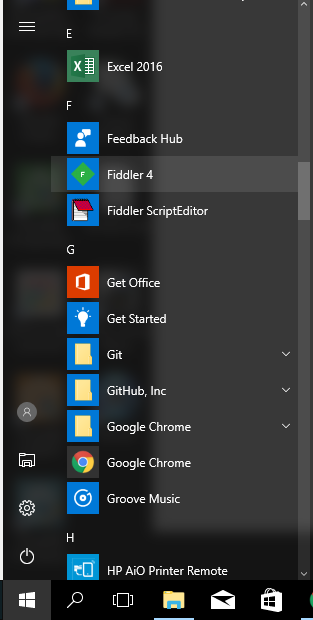 E
Excel 2016
F
Feedback Hub
Fiddler 4
Fiddler ScriptEditor
G
Get Office
Get Started
Git
GitHub, Inc
Google Chrome
Google Chrome
Groove Music
H
HP AiO Printer Remote